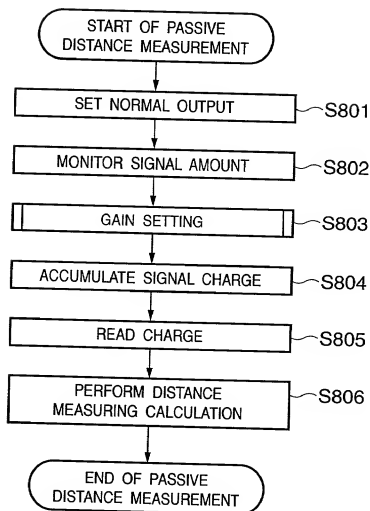 START OF PASSIVE
DISTANCE MEASUREMENT
SET NORMAL OUTPUT
S801
MONITOR SIGNAL AMOUNT
S802
GAIN SETTING
S803
ACCUMULATE SIGNAL CHARGE
S804
READ CHARGE
S805
PERFORM DISTANCE
MEASURING CALCULATION
S806
END OF PASSIVE
DISTANCE MEASUREMENT